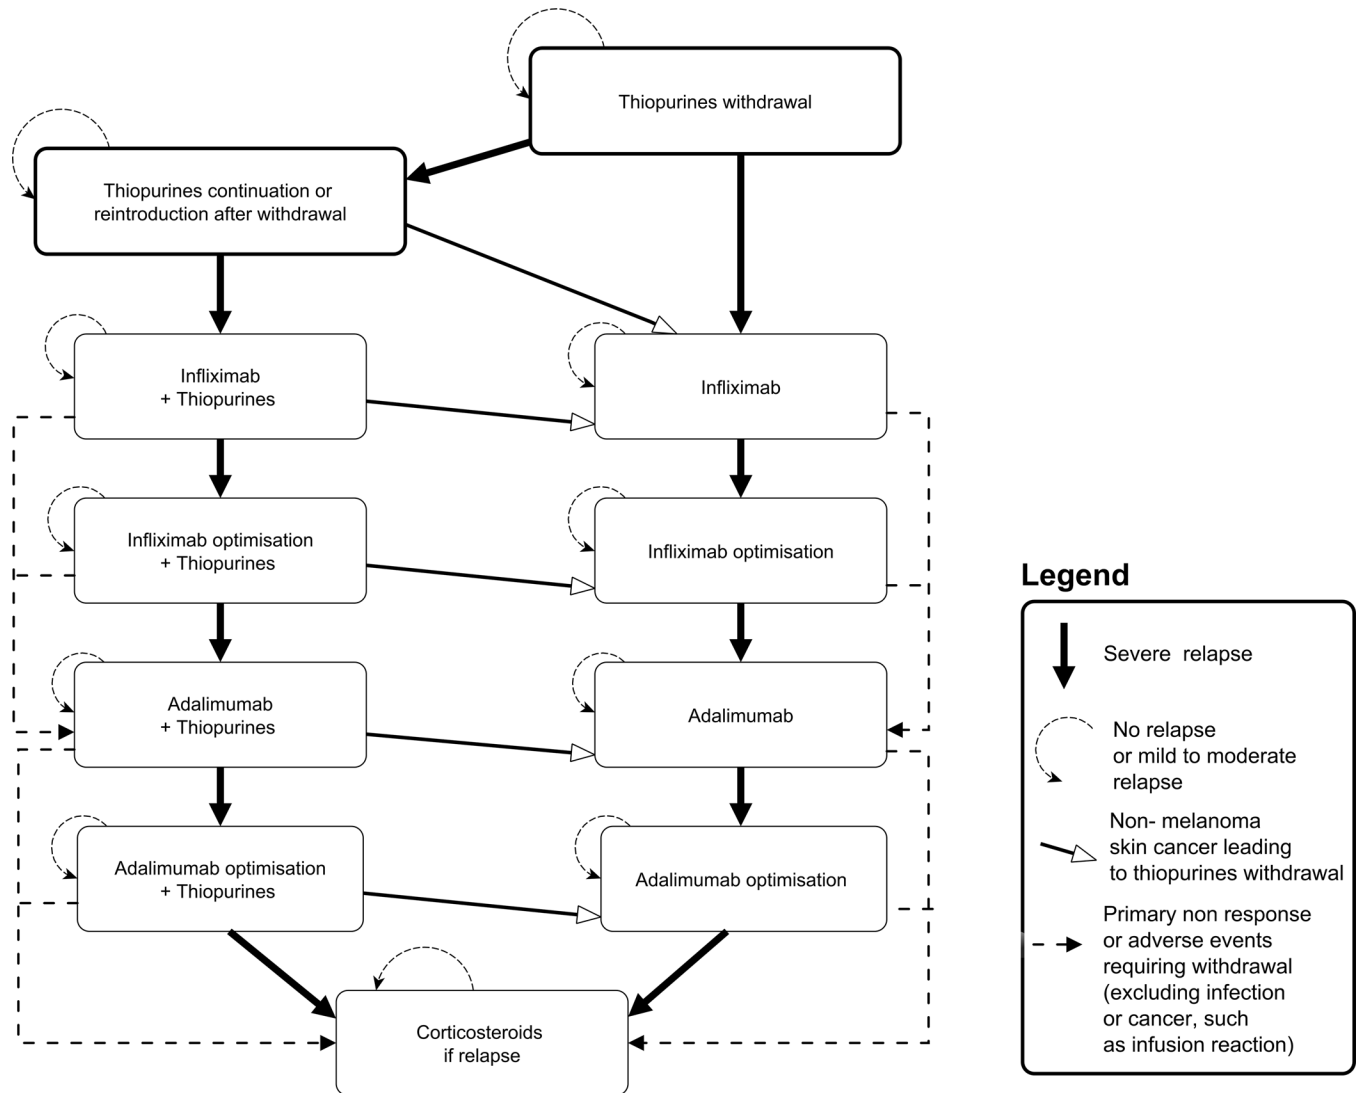 Thiopurines withdrawal
Thiopurines continuation or
reintroduction after withdrawal
Infliximab
+ Thiopurines
Infliximab
Infliximab optimisation
+ Thiopurines
Infliximab optimisation
Adalimumab
+ Thiopurines
Adalimumab
Adalimumab optimisation
+ Thiopurines
Adalimumab optimisation
Corticosteroids
if relapse
Legend
Severe relapse
No relapse
or mild to moderate
relapse
Non- melanoma
skin cancer leading
to thiopurines withdrawal
Primary non response
or adverse events
requiring withdrawal
(excluding infection
or cancer, such
as infusion reaction)